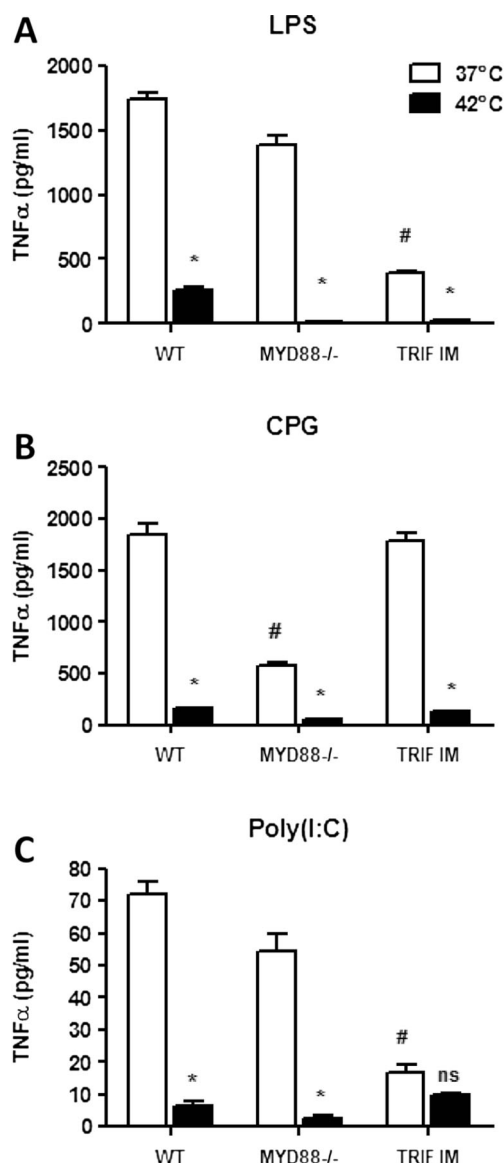 A
LPS
37°C
42°C
TNFα (pg/ml)
2000
1500
1000
500
0
#
*
*
*
WT
MYD88-/-
TRIF IM
B
CPG
TNFα (pg/ml)
2500
2000
1500
1000
500
0
#
*
*
*
WT
MYD88-/-
TRIF IM
C
Poly(I:C)
TNFα (pg/ml)
80
70
60
50
40
30
20
10
0
#
*
*
ns
WT
MYD88-/-
TRIF IM